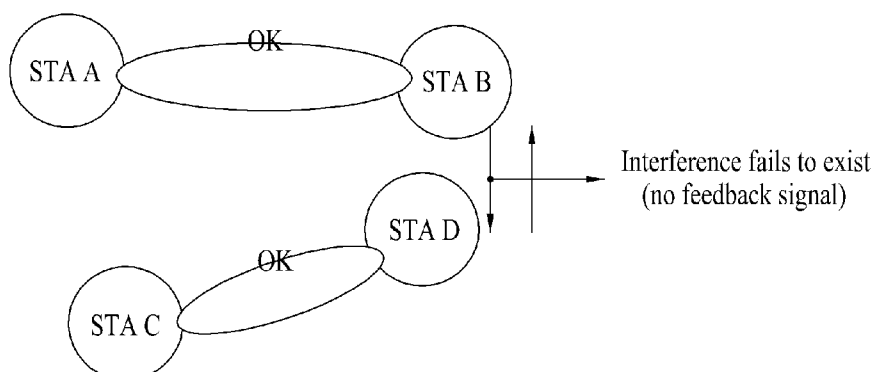 OK
STA A
STA B
Interference fails to exist
(no feedback signal)
STA D
OK
STA C